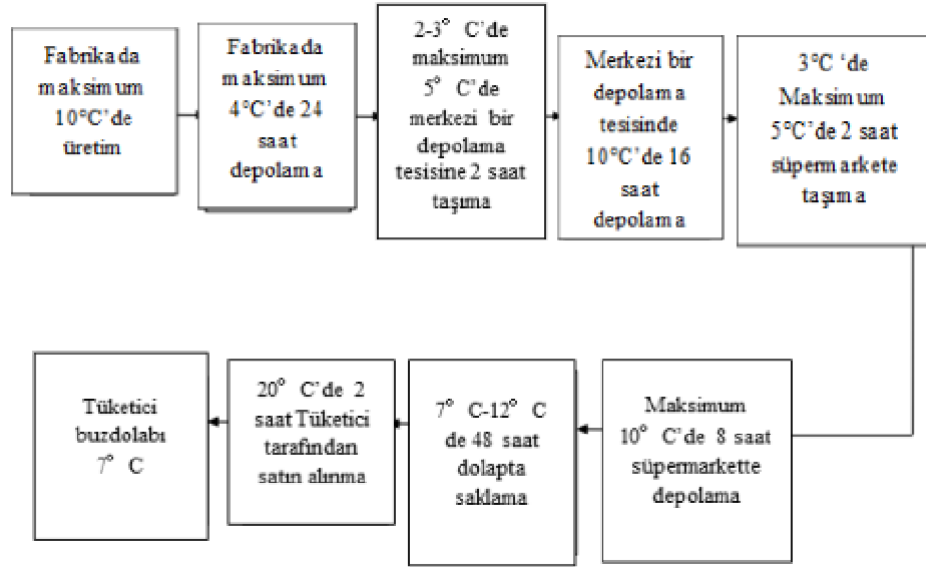 Fabrikada
maksimum
10°C'de
üretim
Fabrikada
maksimum
4°C'de 24
saat
depolama
2-3° C'de
maksimum
5° C'de
merkezi bir
depolama
tesisine 2 saat
taşıma
Merkezi bir
depolama
tesisinde
10°C'de 16
saat
depolama
3°C 'de
Maksimum
5°C'de 2 saat
süpermarkete
taşıma
Maksimum
10° C'de 8 saat
süpermarkette
depolama
7° C-12° C
de 48 saat
dolapta
saklama
20° C'de 2
saat Tüketici
tarafından
satın alınma
Tüketici
buzdolabı
7° C